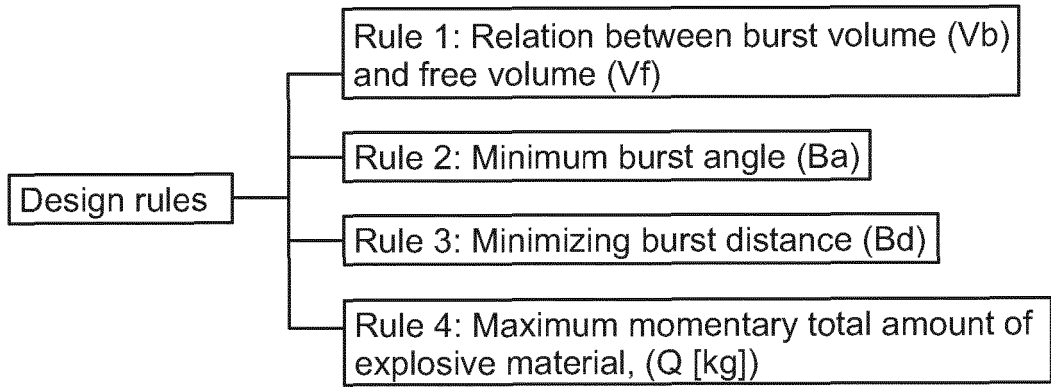 Design rules
Rule 1: Relation between burst volume (Vb)
and free volume (Vf)
Rule 2: Minimum burst angle (Ba)
Rule 3: Minimizing burst distance (Bd)
Rule 4: Maximum momentary total amount of
explosive material, (Q [kg])